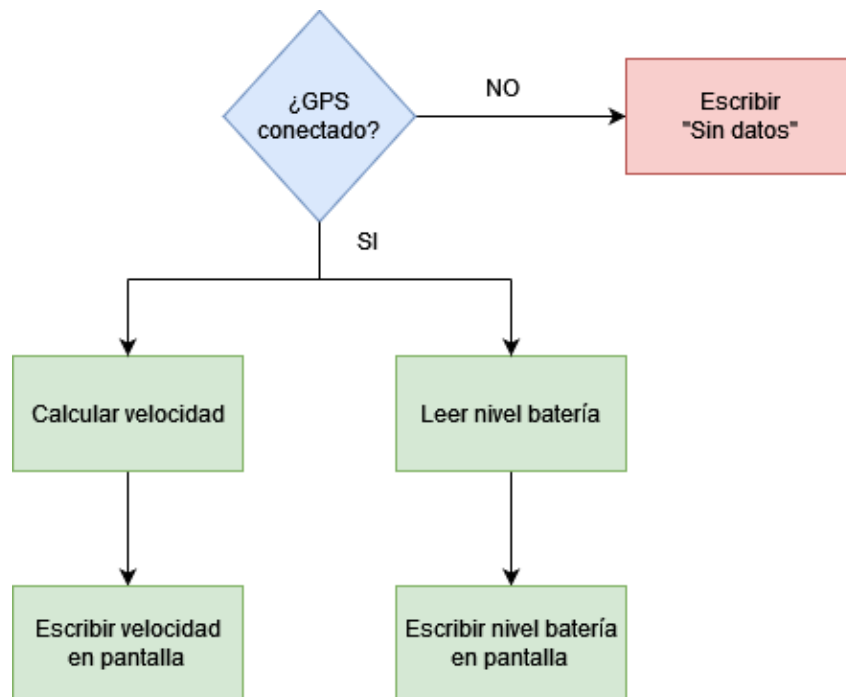 ¿GPS
conectado?
NO
Escribir
"Sin datos"
SI
Calcular velocidad
Leer nivel batería
Escribir velocidad
en pantalla
Escribir nivel batería
en pantalla